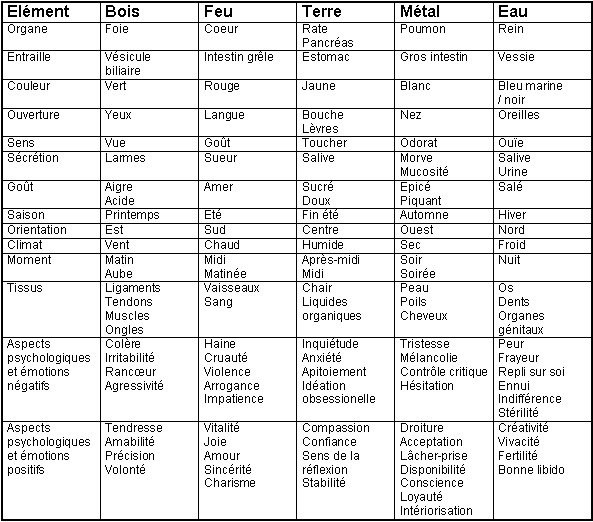 Elément Bois Feu Terre Métal Eau
Organe Foie Coeur Rate Poumon Rein
Pancréas
Entraille Vésicule Intestin grêle Estomac Gros intestin Vessie
biliaire
Couleur Vert Rouge Jaune Blanc Bleu marine
/ noir
Ouverture Yeux Langue Bouche Nez Oreilles
Lèvres
Sens Vue Goût Toucher Odorat Ouïe
Sécrétion Larmes Sueur Salive Morve Salive
Mucosité Urine
Goût Aigre Amer Sucré Epicé Salé
Acide Doux Piquant
Saison Printemps Eté Fin été Automne Hiver
Orientation Est Sud Centre Ouest Nord
Climat Vent Chaud Humide Sec Froid
Moment Matin Midi Après-midi Soir Nuit
Aube Matinée Midi Soirée
Tissus Ligaments Vaisseaux Chair Peau Os
Tendons Sang Liquides Poils Dents
Muscles organiques Cheveux Organes
Ongles génitaux
Aspects Colère Haine Inquiétude Tristesse Peur
psychologiques Irritabilité Cruauté Anxiété Mélancolie Frayeur
et émotions Rancœur Violence Apitoiement Contrôle critique Repli sur soi
négatifs Agressivité Arrogance Idéation Hésitation Ennui
Impatience obsessionelle Indifférence
Stérilité
Aspects Tendresse Vitalité Compassion Droiture Créativité
psychologiques Amabilité Joie Confiance Acceptation Vivacité
et émotions Précision Amour Sens de la Lâcher-prise Fertilité
positifs Volonté Sincérité réflexion Disponibilité Bonne libido
Charisme Stabilité Conscience
Loyauté
Intériorisation